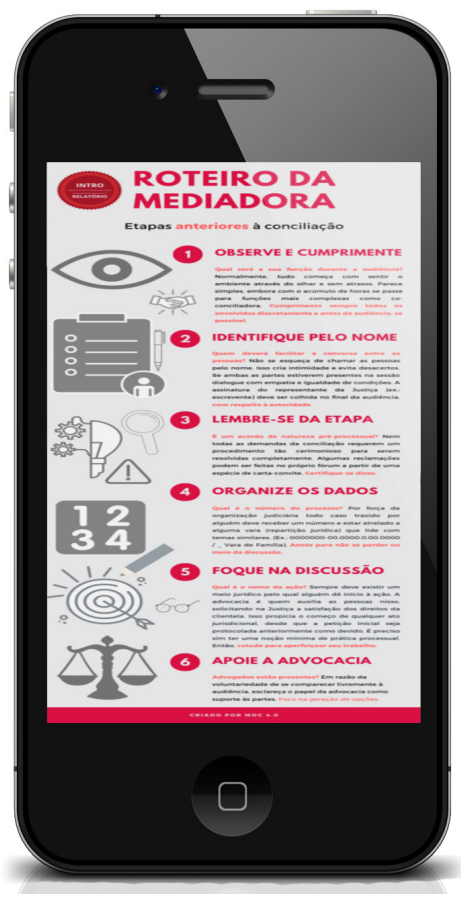 INTRO
RELATÓRIO
ROTEIRO DA
MEDIADORA
Etapas anteriores à conciliação
1 OBSERVE E CUMPRIMENTE
Qual será a sua função durante a audiência?
Normalmente, tudo começa com sentir o
ambiente através do olhar e sem atrasos. Parece
simples, embora com o acúmulo de horas se passe
para funções mais complexas como co-
conciliadora. Cumprimente sempre todos os
envolvidos discretamente e antes da audiência, se
possível.
2 IDENTIFIQUE PELO NOME
Quem deverá facilitar a conversa entre as
pessoas? Não se esqueça de chamar as pessoas
pelo nome. Isso cria intimidade e evita desacertos.
Se ambas as partes estiverem presentes na sessão
dialogue com empatia e igualdade de condições. A
assinatura do representante da Justiça (ex.:
escrevente) deve ser colhida no final da audiência,
com respeito à autoridade.
3 LEMBRE-SE DA ETAPA
É um acordo de natureza pré-processual? Nem
todas as demandas da conciliação requerem um
procedimento tão cerimonioso para serem
resolvidas completamente. Algumas reclamações
podem ser feitas no próprio fórum a partir de uma
espécie de carta-convite. Certifique-se disso.
1 2
3 4
4 ORGANIZE OS DADOS
Qual é o número do processo? Por força da
organização judiciária todo caso trazido por
alguém deve receber um número e estar atrelado a
alguma vara (repartição jurídica) que lide com
temas similares. (Ex.: 0000000-00.0000.0.00.0000
/ _ Vara de Família). Anote para não se perder no
meio da discussão.
5 FOQUE NA DISCUSSÃO
Qual é o nome da ação? Sempre deve existir um
meio jurídico pelo qual alguém dê início à ação. A
advocacia é quem auxilia as pessoas nisso,
solicitando na Justiça a satisfação dos direitos da
clientela. Isso propicia o começo de qualquer ato
jurisdicional, desde que a petição inicial seja
protocolada anteriormente como devido. É preciso
sim ter uma noção mínima de prática processual.
Então, estude para aperfeiçoar seu trabalho.
6 APOIE A ADVOCACIA
Advogados estão presentes? Em razão da
voluntariedade de se comparecer livremente à
audiência, esclareça o papel da advocacia como
suporte às partes. Foco na geração de opções
CRIADO POR MOC 4.0